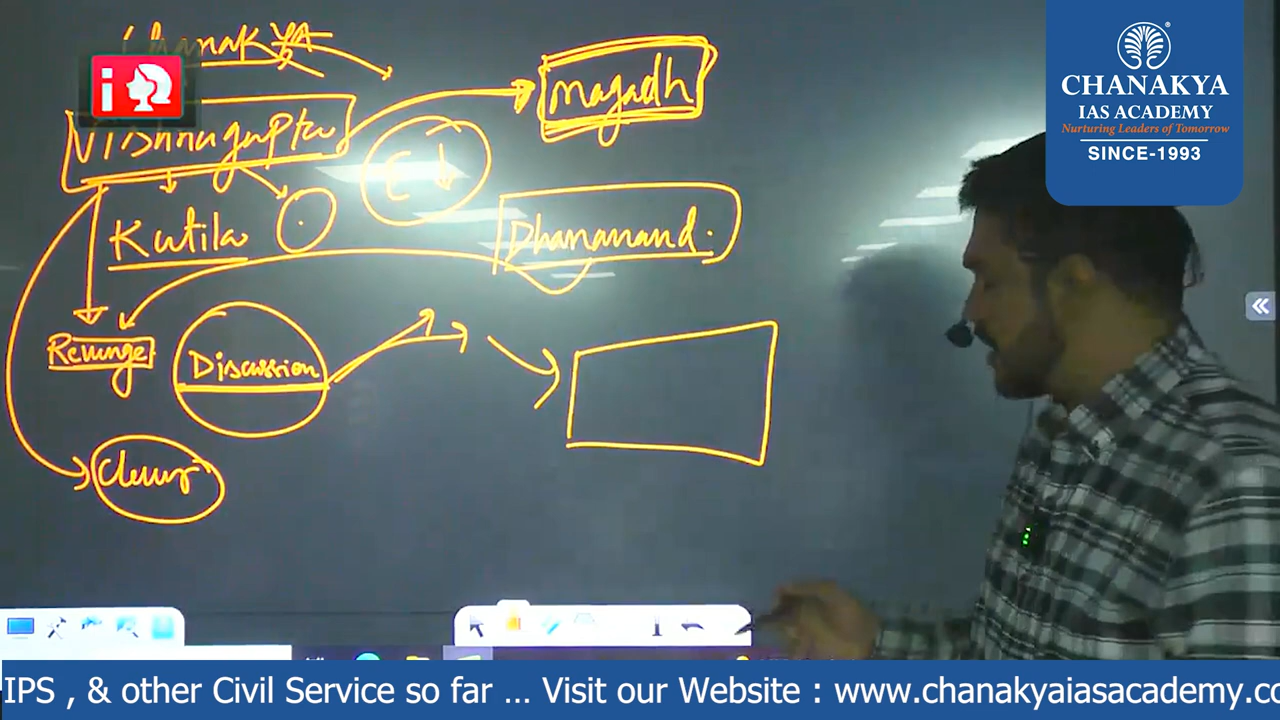 Chanakya
CHANAKYA
IAS ACADEMY
Nurturing Leaders of Tomorrow
SINCE-1993
Magadh
Vishnugupta
Kutila
Dhananand.
Revenge
Discussion
Clever
IPS , & other Civil Service so far ... Visit our Website : www.chanakyaiasacademy.co